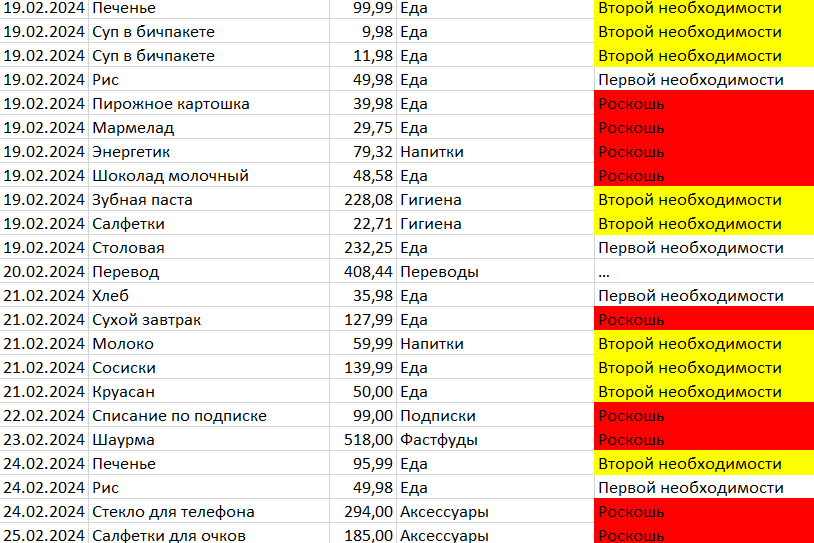 19.02.2024 Печенье 99,99 Еда Второй необходимости
19.02.2024 Суп в бичпакете 9,98 Еда Второй необходимости
19.02.2024 Суп в бичпакете 11,98 Еда Второй необходимости
19.02.2024 Рис 49,98 Еда Первой необходимости
19.02.2024 Пирожное картошка 39,98 Еда Роскошь
19.02.2024 Мармелад 29,75 Еда Роскошь
19.02.2024 Энергетик 79,32 Напитки Роскошь
19.02.2024 Шоколад молочный 48,58 Еда Роскошь
19.02.2024 Зубная паста 228,08 Гигиена Второй необходимости
19.02.2024 Салфетки 22,71 Гигиена Второй необходимости
19.02.2024 Столовая 232,25 Еда Первой необходимости
20.02.2024 Перевод 408,44 Переводы ...
21.02.2024 Хлеб 35,98 Еда Первой необходимости
21.02.2024 Сухой завтрак 127,99 Еда Роскошь
21.02.2024 Молоко 59,99 Напитки Второй необходимости
21.02.2024 Сосиски 139,99 Еда Второй необходимости
21.02.2024 Круасан 50,00 Еда Второй необходимости
22.02.2024 Списание по подписке 99,00 Подписки Роскошь
23.02.2024 Шаурма 518,00 Фастфуды Роскошь
24.02.2024 Печенье 95,99 Еда Второй необходимости
24.02.2024 Рис 49,98 Еда Первой необходимости
24.02.2024 Стекло для телефона 294,00 Аксессуары Роскошь
25.02.2024 Салфетки для очков 185,00 Аксессуары Роскошь